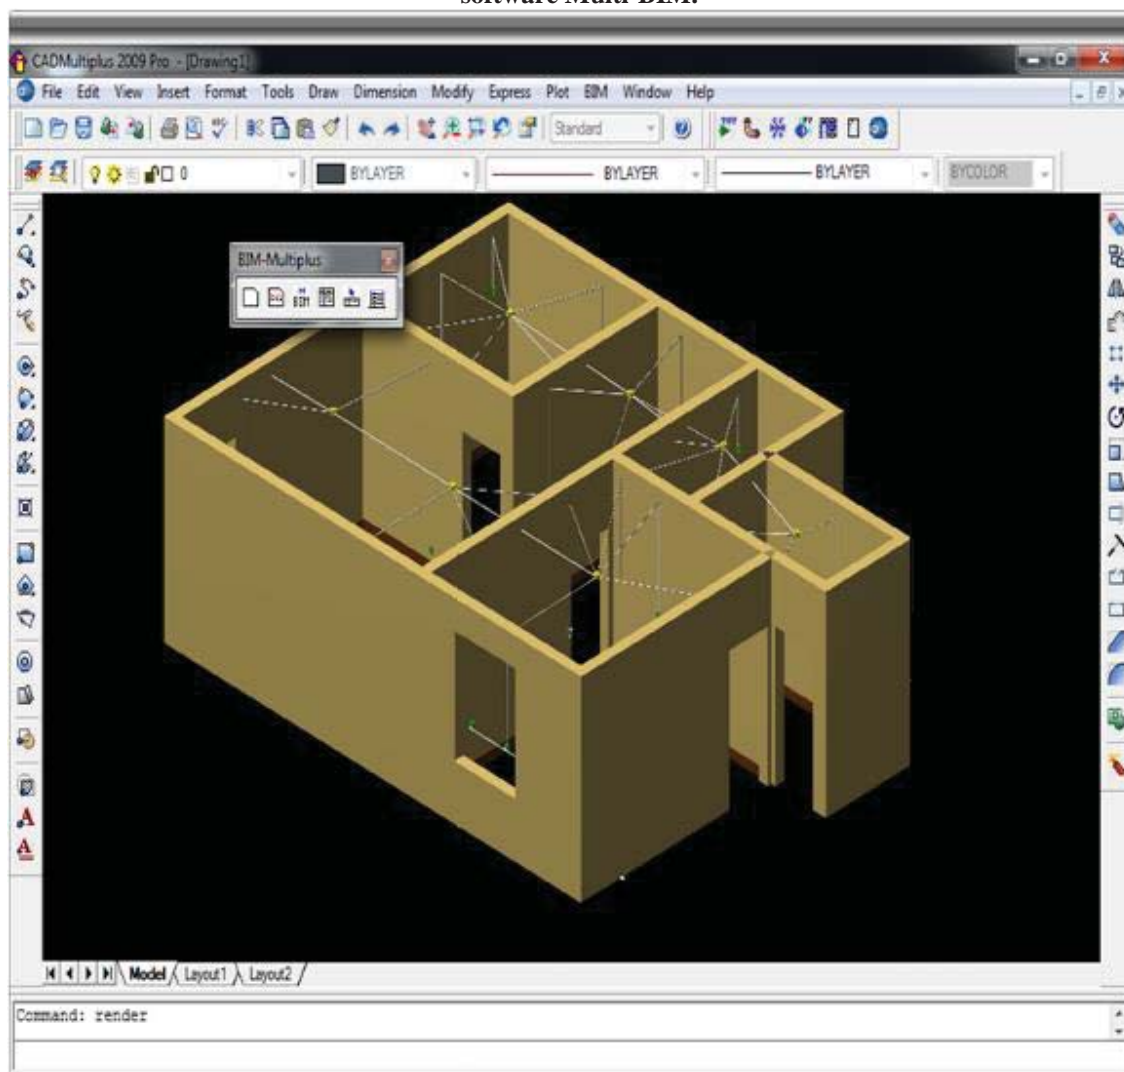 software Multi-BIM.
CADMultiplus 2009 Pro - [Drawing1]
File Edit View Insert Format Tools Draw Dimension Modify Express Plot BIM Window Help
Standard
0 BYLAYER BYLAYER BYLAYER BYCOLOR
BIM-Multiplus
BIM
Model Layout1 Layout2
Command: render